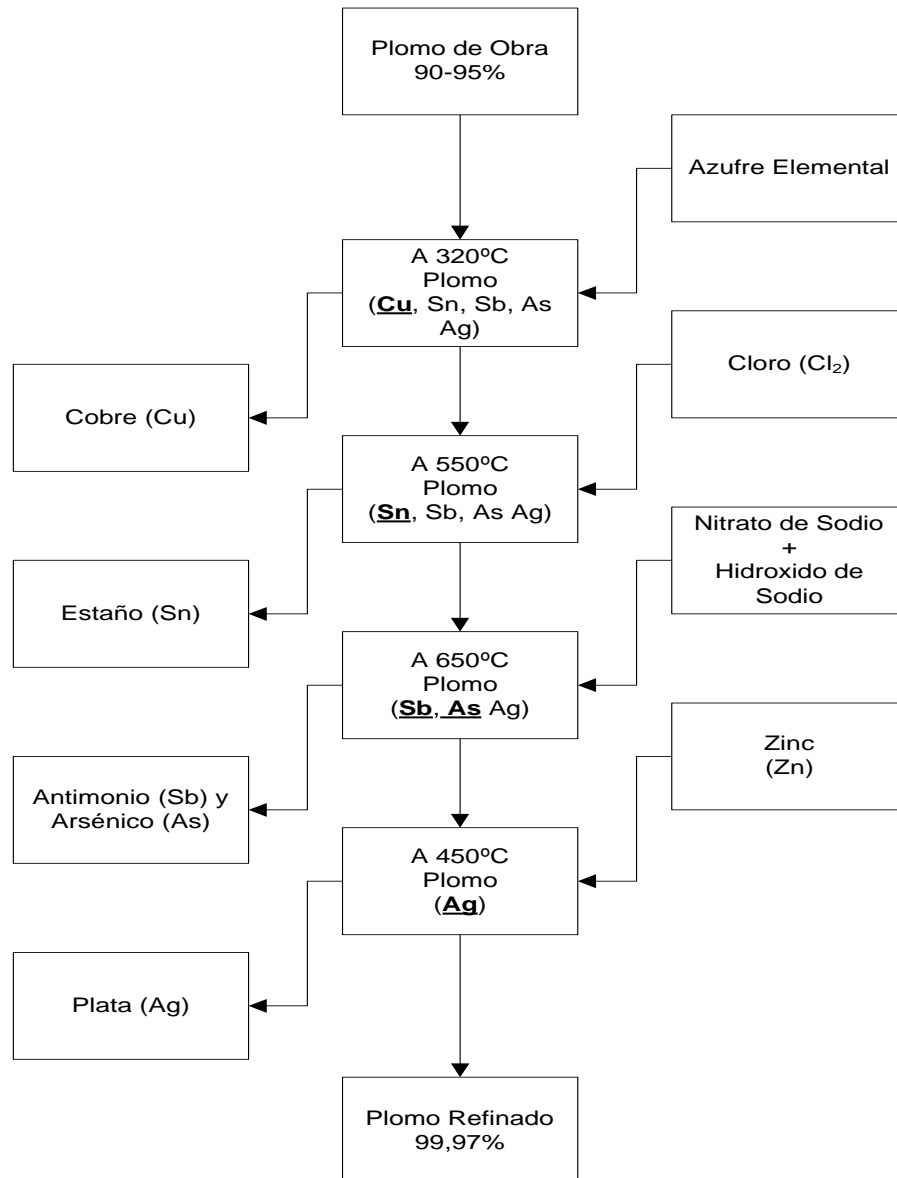 Plomo de Obra
90-95%
Azufre Elemental
A 320ºC
Plomo
(Cu, Sn, Sb, As
Ag)
Cloro (Cl₂)
Cobre (Cu)
A 550ºC
Plomo
(Sn, Sb, As Ag)
Nitrato de Sodio
+
Hidroxido de
Sodio
Estaño (Sn)
A 650ºC
Plomo
(Sb, As Ag)
Zinc
(Zn)
Antimonio (Sb) y
Arsénico (As)
A 450ºC
Plomo
(Ag)
Plata (Ag)
Plomo Refinado
99,97%